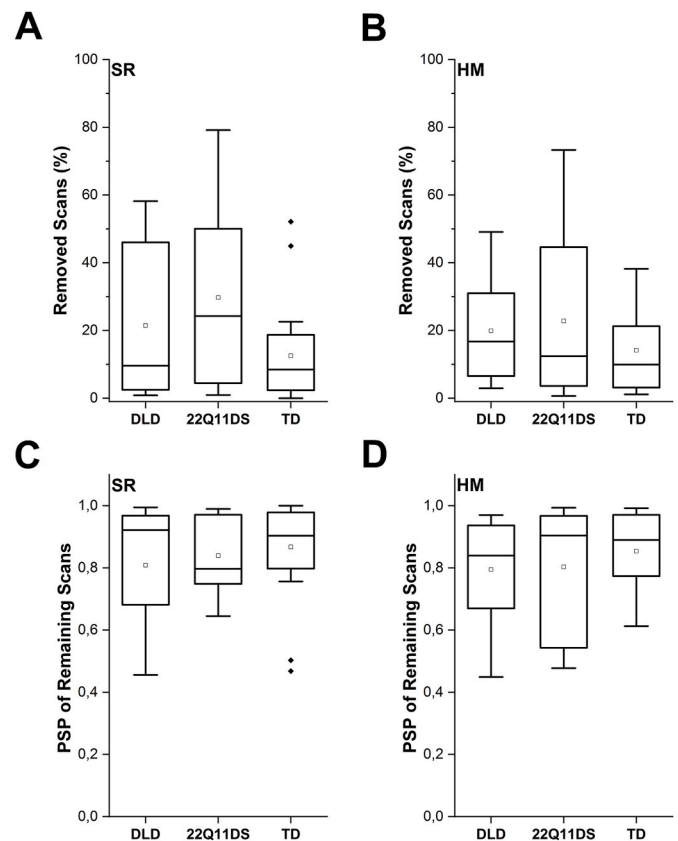 A
SR
Removed Scans (%)
100
80
60
40
20
0
DLD 22Q11DS TD
B
HM
Removed Scans (%)
100
80
60
40
20
0
DLD 22Q11DS TD
C
SR
PSP of Remaining Scans
1,0
0,8
0,6
0,4
0,2
0,0
DLD 22Q11DS TD
D
HM
PSP of Remaining Scans
1,0
0,8
0,6
0,4
0,2
0,0
DLD 22Q11DS TD